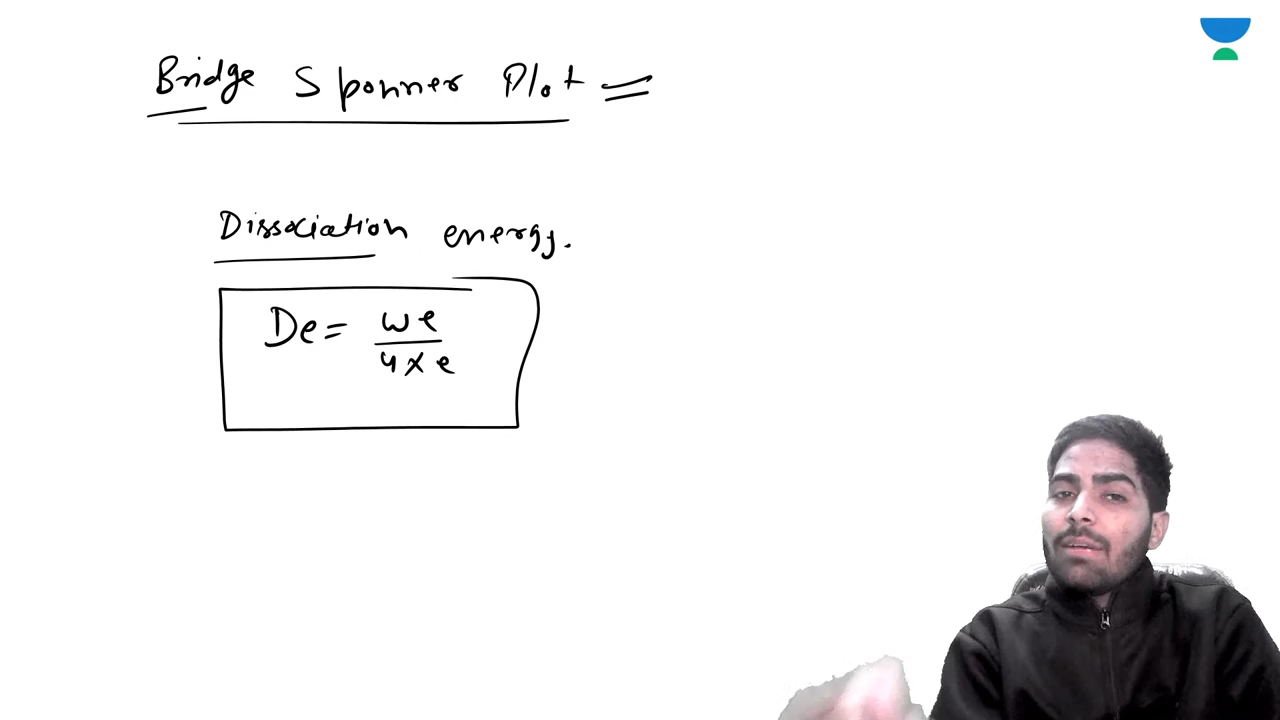 Bridge Sponner Plot =
Dissociation energy.
De = we
4xe